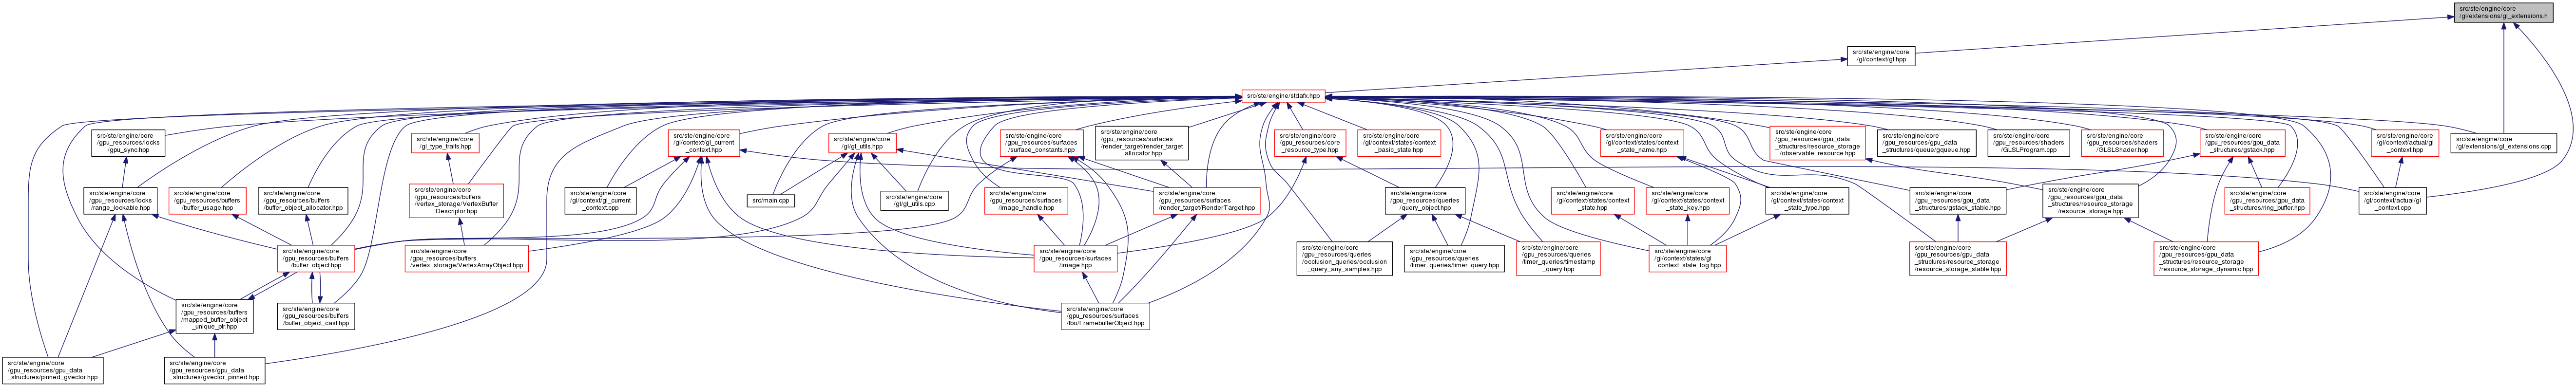 src/ste/engine/core
/gl/extensions/gl_extensions.h
src/ste/engine/core
/gl/context/gl.hpp
src/ste/engine/stdafx.hpp
src/ste/engine/core
/gpu_resources/locks
/gpu_sync.hpp
src/ste/engine/core
/gl_type_traits.hpp
src/ste/engine/core
/gl/context/gl_current
_context.hpp
src/ste/engine/core
/gl/gl_utils.hpp
src/ste/engine/core
/gpu_resources/surfaces
/surface_constants.hpp
src/ste/engine/core
/gpu_resources/surfaces
/render_target/render_target
_allocator.hpp
src/ste/engine/core
/gpu_resources/core
_resource_type.hpp
src/ste/engine/core
/gl/context/states/context
_basic_state.hpp
src/ste/engine/core
/gl/context/states/context
_state_name.hpp
src/ste/engine/core
/gpu_resources/gpu_data
_structures/resource_storage
/observable_resource.hpp
src/ste/engine/core
/gpu_resources/gpu_data
_structures/queue/gqueue.hpp
src/ste/engine/core
/gpu_resources/shaders
/GLSLProgram.cpp
src/ste/engine/core
/gpu_resources/shaders
/GLSLShader.hpp
src/ste/engine/core
/gpu_resources/gpu_data
_structures/gstack.hpp
src/ste/engine/core
/gl/context/actual/gl
_context.hpp
src/ste/engine/core
/gl/extensions/gl_extensions.cpp
src/ste/engine/core
/gpu_resources/locks
/range_lockable.hpp
src/ste/engine/core
/gpu_resources/buffers
/buffer_usage.hpp
src/ste/engine/core
/gpu_resources/buffers
/buffer_object_allocator.hpp
src/ste/engine/core
/gpu_resources/buffers
/vertex_storage/VertexBuffer
Descriptor.hpp
src/ste/engine/core
/gl/context/gl_current
_context.cpp
src/main.cpp
src/ste/engine/core
/gl/gl_utils.cpp
src/ste/engine/core
/gpu_resources/surfaces
/image_handle.hpp
src/ste/engine/core
/gpu_resources/surfaces
/render_target/RenderTarget.hpp
src/ste/engine/core
/gpu_resources/queries
/query_object.hpp
src/ste/engine/core
/gl/context/states/context
_state.hpp
src/ste/engine/core
/gl/context/states/context
_state_key.hpp
src/ste/engine/core
/gl/context/states/context
_state_type.hpp
src/ste/engine/core
/gpu_resources/gpu_data
_structures/gstack_stable.hpp
src/ste/engine/core
/gpu_resources/gpu_data
_structures/resource_storage
/resource_storage.hpp
src/ste/engine/core
/gpu_resources/gpu_data
_structures/ring_buffer.hpp
src/ste/engine/core
/gl/context/actual/gl
_context.cpp
src/ste/engine/core
/gpu_resources/buffers
/buffer_object.hpp
src/ste/engine/core
/gpu_resources/buffers
/vertex_storage/VertexArrayObject.hpp
src/ste/engine/core
/gpu_resources/surfaces
/image.hpp
src/ste/engine/core
/gpu_resources/queries
/occlusion_queries/occlusion
_query_any_samples.hpp
src/ste/engine/core
/gpu_resources/queries
/timer_queries/timer_query.hpp
src/ste/engine/core
/gpu_resources/queries
/timer_queries/timestamp
_query.hpp
src/ste/engine/core
/gl/context/states/gl
_context_state_log.hpp
src/ste/engine/core
/gpu_resources/gpu_data
_structures/resource_storage
/resource_storage_stable.hpp
src/ste/engine/core
/gpu_resources/gpu_data
_structures/resource_storage
/resource_storage_dynamic.hpp
src/ste/engine/core
/gpu_resources/buffers
/mapped_buffer_object
_unique_ptr.hpp
src/ste/engine/core
/gpu_resources/buffers
/buffer_object_cast.hpp
src/ste/engine/core
/gpu_resources/surfaces
/fbo/FramebufferObject.hpp
src/ste/engine/core
/gpu_resources/gpu_data
_structures/pinned_gvector.hpp
src/ste/engine/core
/gpu_resources/gpu_data
_structures/gvector_pinned.hpp